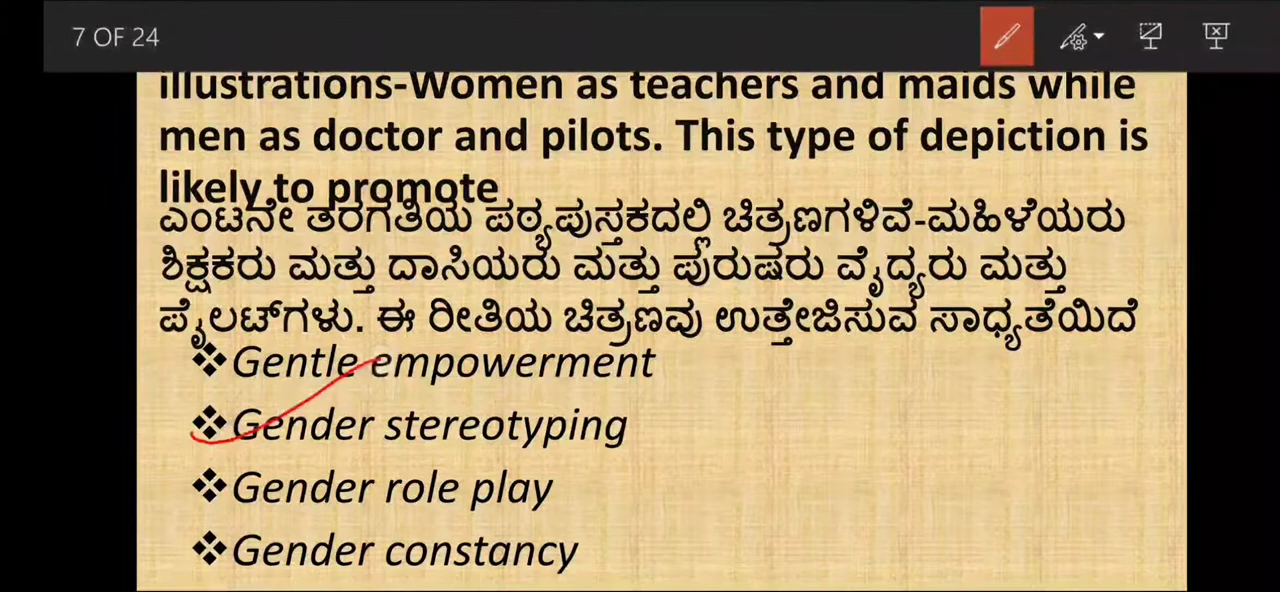 7 OF 24
illustrations-Women as teachers and maids while
men as doctor and pilots. This type of depiction is
likely to promote
ಎಂಟನೇ ತರಗತಿಯ ಪಠ್ಯಪುಸ್ತಕದಲ್ಲಿ ಚಿತ್ರಣಗಳಿವೆ-ಮಹಿಳೆಯರು
ಶಿಕ್ಷಕರು ಮತ್ತು ದಾಸಿಯರು ಮತ್ತು ಪುರುಷರು ವೈದ್ಯರು ಮತ್ತು
ಪೈಲಟ್‌ಗಳು. ಈ ರೀತಿಯ ಚಿತ್ರಣವು ಉತ್ತೇಜಿಸುವ ಸಾಧ್ಯತೆಯಿದೆ
❖Gentle empowerment
❖Gender stereotyping
❖Gender role play
❖Gender constancy